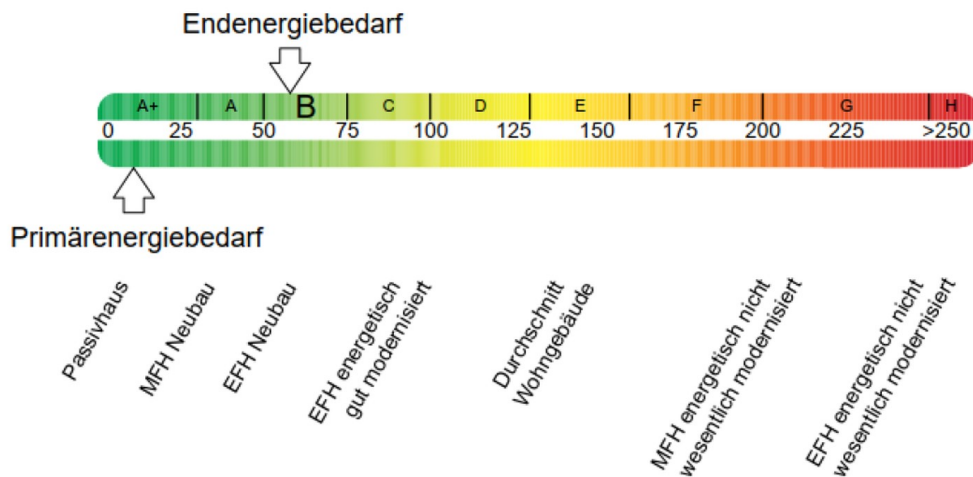 Endenergiebedarf
A+ A B C D E F G H
0 25 50 75 100 125 150 175 200 225 >250
Primärenergiebedarf
Passivhaus
MFH Neubau
EFH Neubau
EFH energetisch
gut modernisiert
Durchschnitt
Wohngebäude
MFH energetisch nicht
wesentlich modernisiert
EFH energetisch nicht
wesentlich modernisiert